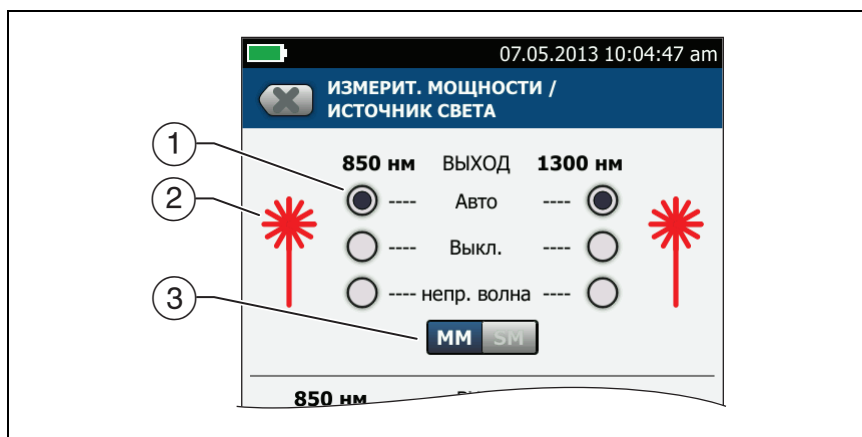 07.05.2013 10:04:47 am
ИЗМЕРИТ. МОЩНОСТИ /
ИСТОЧНИК СВЕТА
1
850 нм ВЫХОД 1300 нм
2
---- Авто ----
---- Выкл. ----
3
---- непр. волна ----
MM SM
850 нм